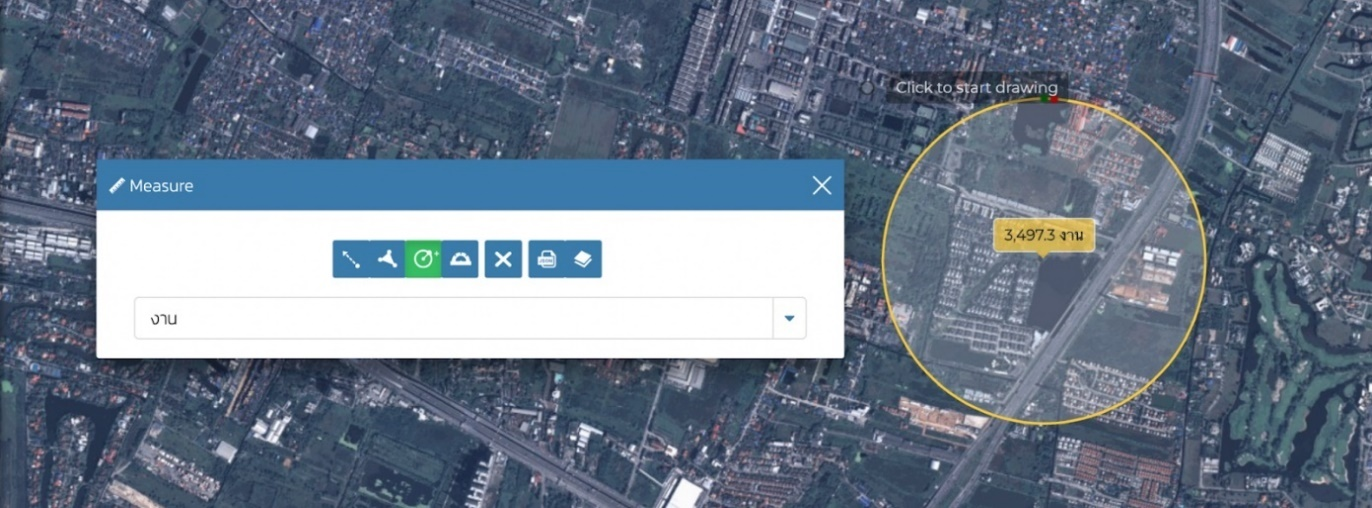 Click to start drawing
Measure
3,497.3 งาน
งาน